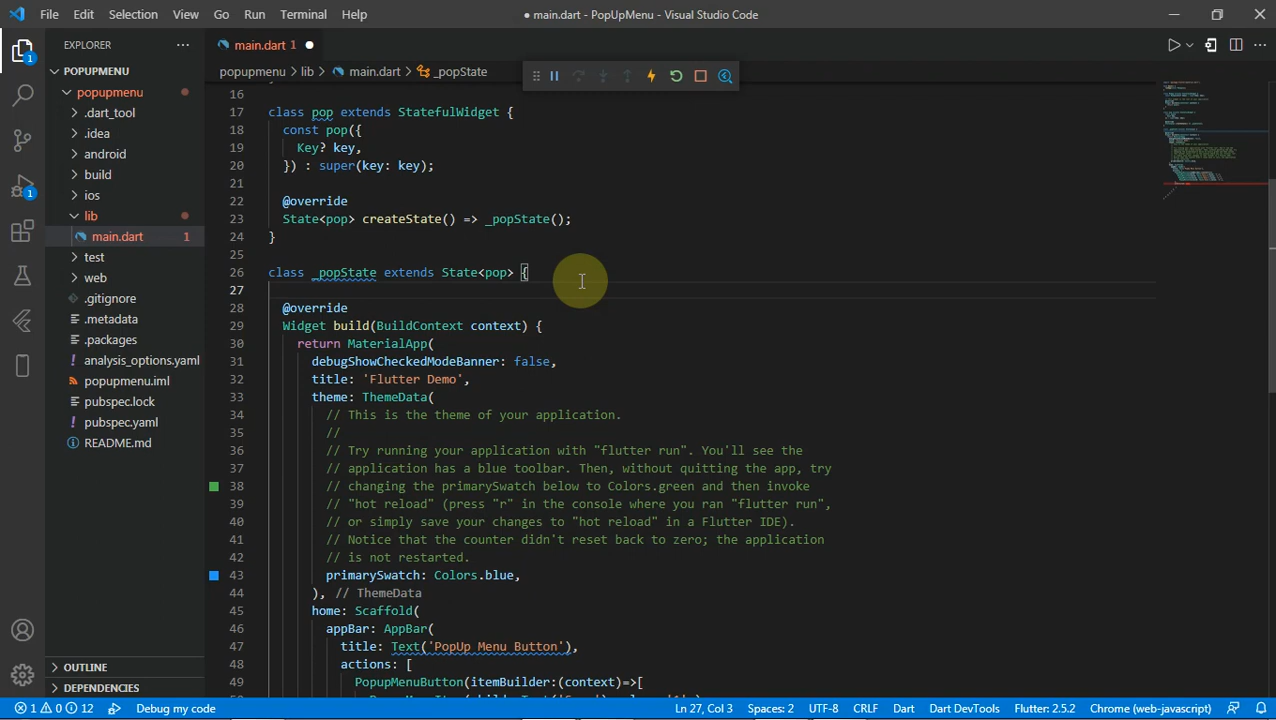 File Edit Selection View Go Run Terminal Help
● main.dart - PopUpMenu - Visual Studio Code
EXPLORER
main.dart 1
POPUPMENU
popupmenu > lib > main.dart > _popState
popupmenu
.dart_tool
.idea
android
build
ios
lib
main.dart 1
test
web
.gitignore
.metadata
.packages
analysis_options.yaml
popupmenu.iml
pubspec.lock
pubspec.yaml
README.md
OUTLINE
DEPENDENCIES
1
1
16
17 class pop extends StatefulWidget {
18 const pop({
19 Key? key,
20 }) : super(key: key);
21
22 @override
23 State<pop> createState() => _popState();
24 }
25
26 class _popState extends State<pop> {
27
28 @override
29 Widget build(BuildContext context) {
30 return MaterialApp(
31 debugShowCheckedModeBanner: false,
32 title: 'Flutter Demo',
33 theme: ThemeData(
34 // This is the theme of your application.
35 //
36 // Try running your application with "flutter run". You'll see the
37 // application has a blue toolbar. Then, without quitting the app, try
38 // changing the primarySwatch below to Colors.green and then invoke
39 // "hot reload" (press "r" in the console where you ran "flutter run",
40 // or simply save your changes to "hot reload" in a Flutter IDE).
41 // Notice that the counter didn't reset back to zero; the application
42 // is not restarted.
43 primarySwatch: Colors.blue,
44 ), // ThemeData
45 home: Scaffold(
46 appBar: AppBar(
47 title: Text('PopUp Menu Button'),
48 actions: [
49 PopupMenuButton(itemBuilder:(context)=>[
1 0 12 Debug my code Ln 27, Col 3 Spaces: 2 UTF-8 CRLF Dart Dart DevTools Flutter: 2.5.2 Chrome (web-javascript)